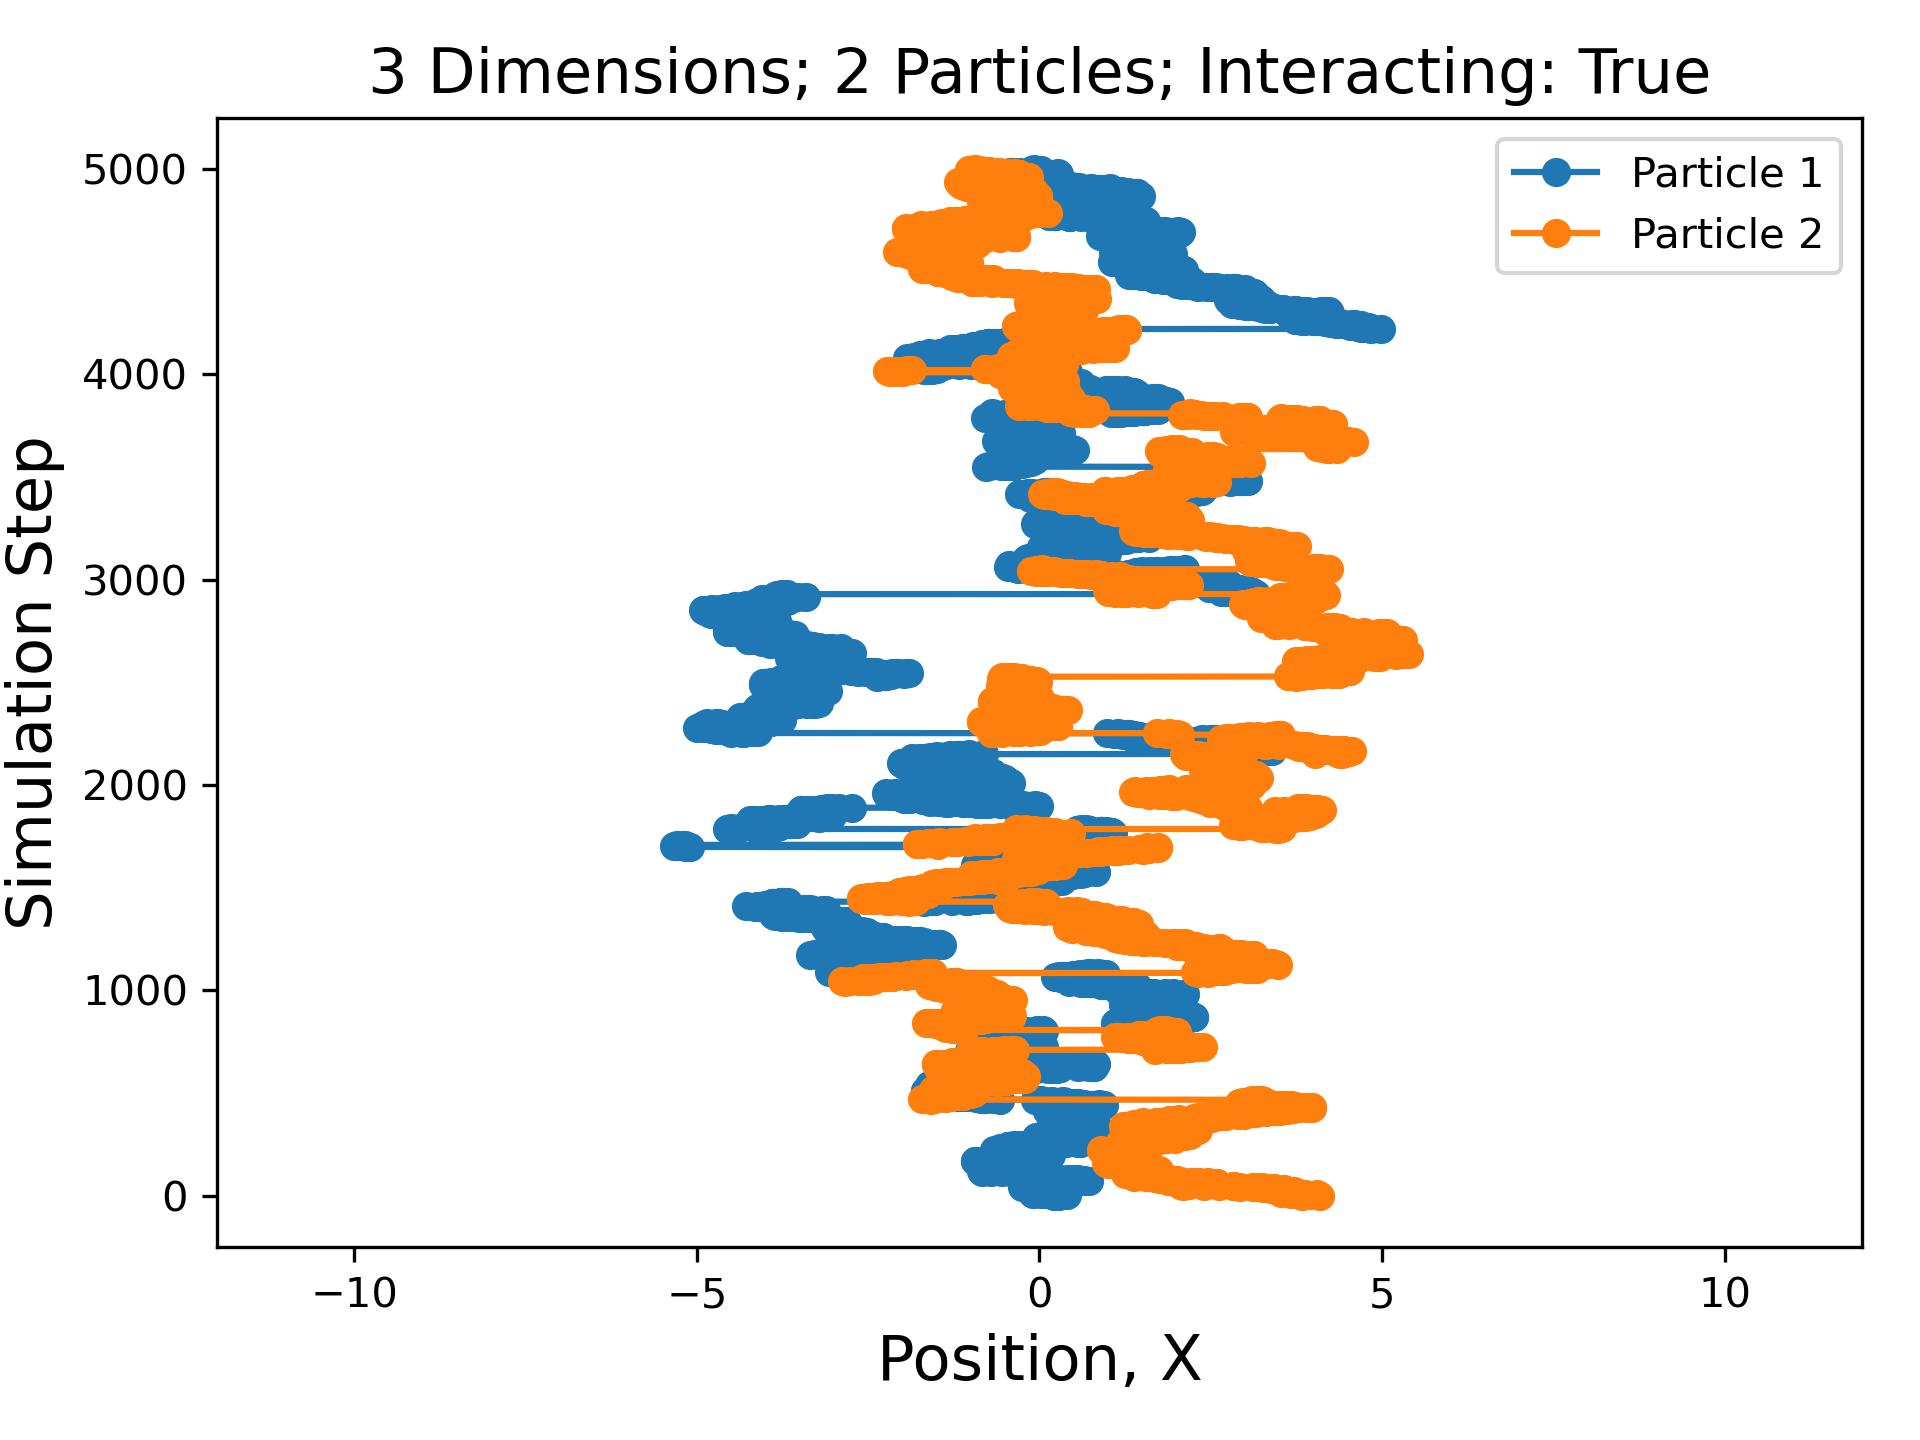 3 Dimensions; 2 Particles; Interacting: True
Particle 1
Particle 2
Simulation Step
5000
4000
3000
2000
1000
0
−10
−5
0
5
10
Position, X